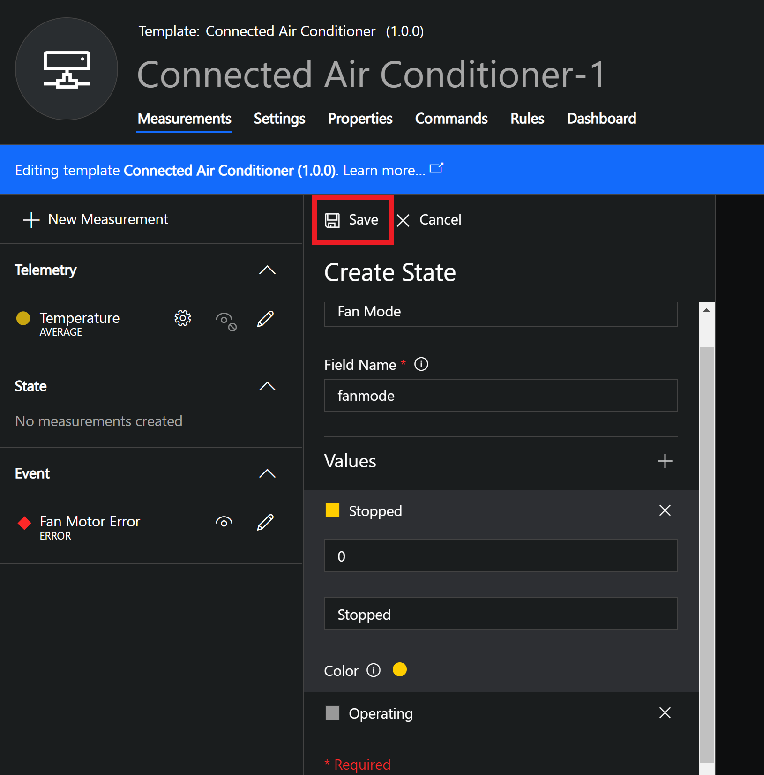 Template: Connected Air Conditioner (1.0.0)
Connected Air Conditioner-1
Measurements Settings Properties Commands Rules Dashboard
Editing template Connected Air Conditioner (1.0.0). Learn more...
New Measurement
Telemetry
Temperature
AVERAGE
State
No measurements created
Event
Fan Motor Error
ERROR
Save Cancel
Create State
Fan Mode
Field Name *
fanmode
Values
Stopped
0
Stopped
Color
Operating
* Required